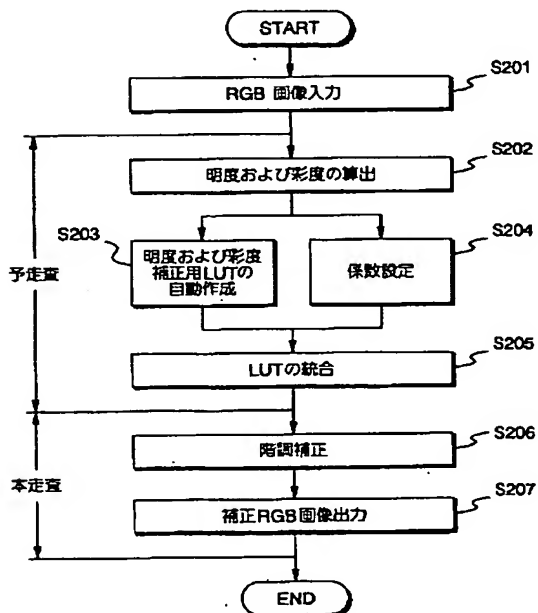 START
S201
RGB 画像入力
S202
明度および彩度の算出
S203
明度および彩度
補正用LUTの
自動作成
S204
係数設定
予走査
S205
LUTの統合
S206
階調補正
本走査
S207
補正RGB画像出力
END